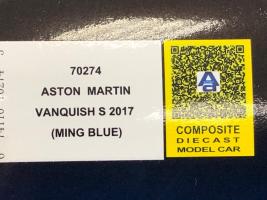 70274
ASTON MARTIN
VANQUISH S 2017
(MING BLUE)
COMPOSITE
DIECAST
MODEL CAR